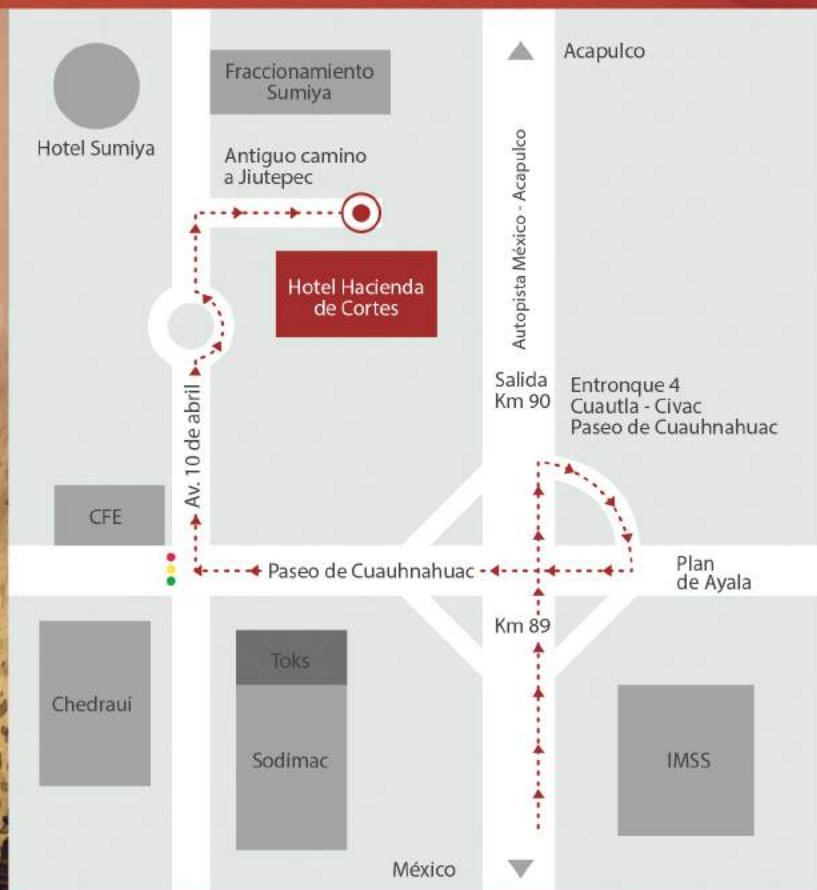 Acapulco
Fraccionamiento
Sumiya
Hotel Sumiya
Antiguo camino
a Jiutepec
Autopista México - Acapulco
Hotel Hacienda
de Cortes
Salida
Km 90
Entronque 4
Cuautla - Civac
Paseo de Cuauhnahuac
Av. 10 de abril
CFE
Paseo de Cuauhnahuac
Plan
de Ayala
Km 89
Toks
Chedraui
Sodimac
IMSS
México